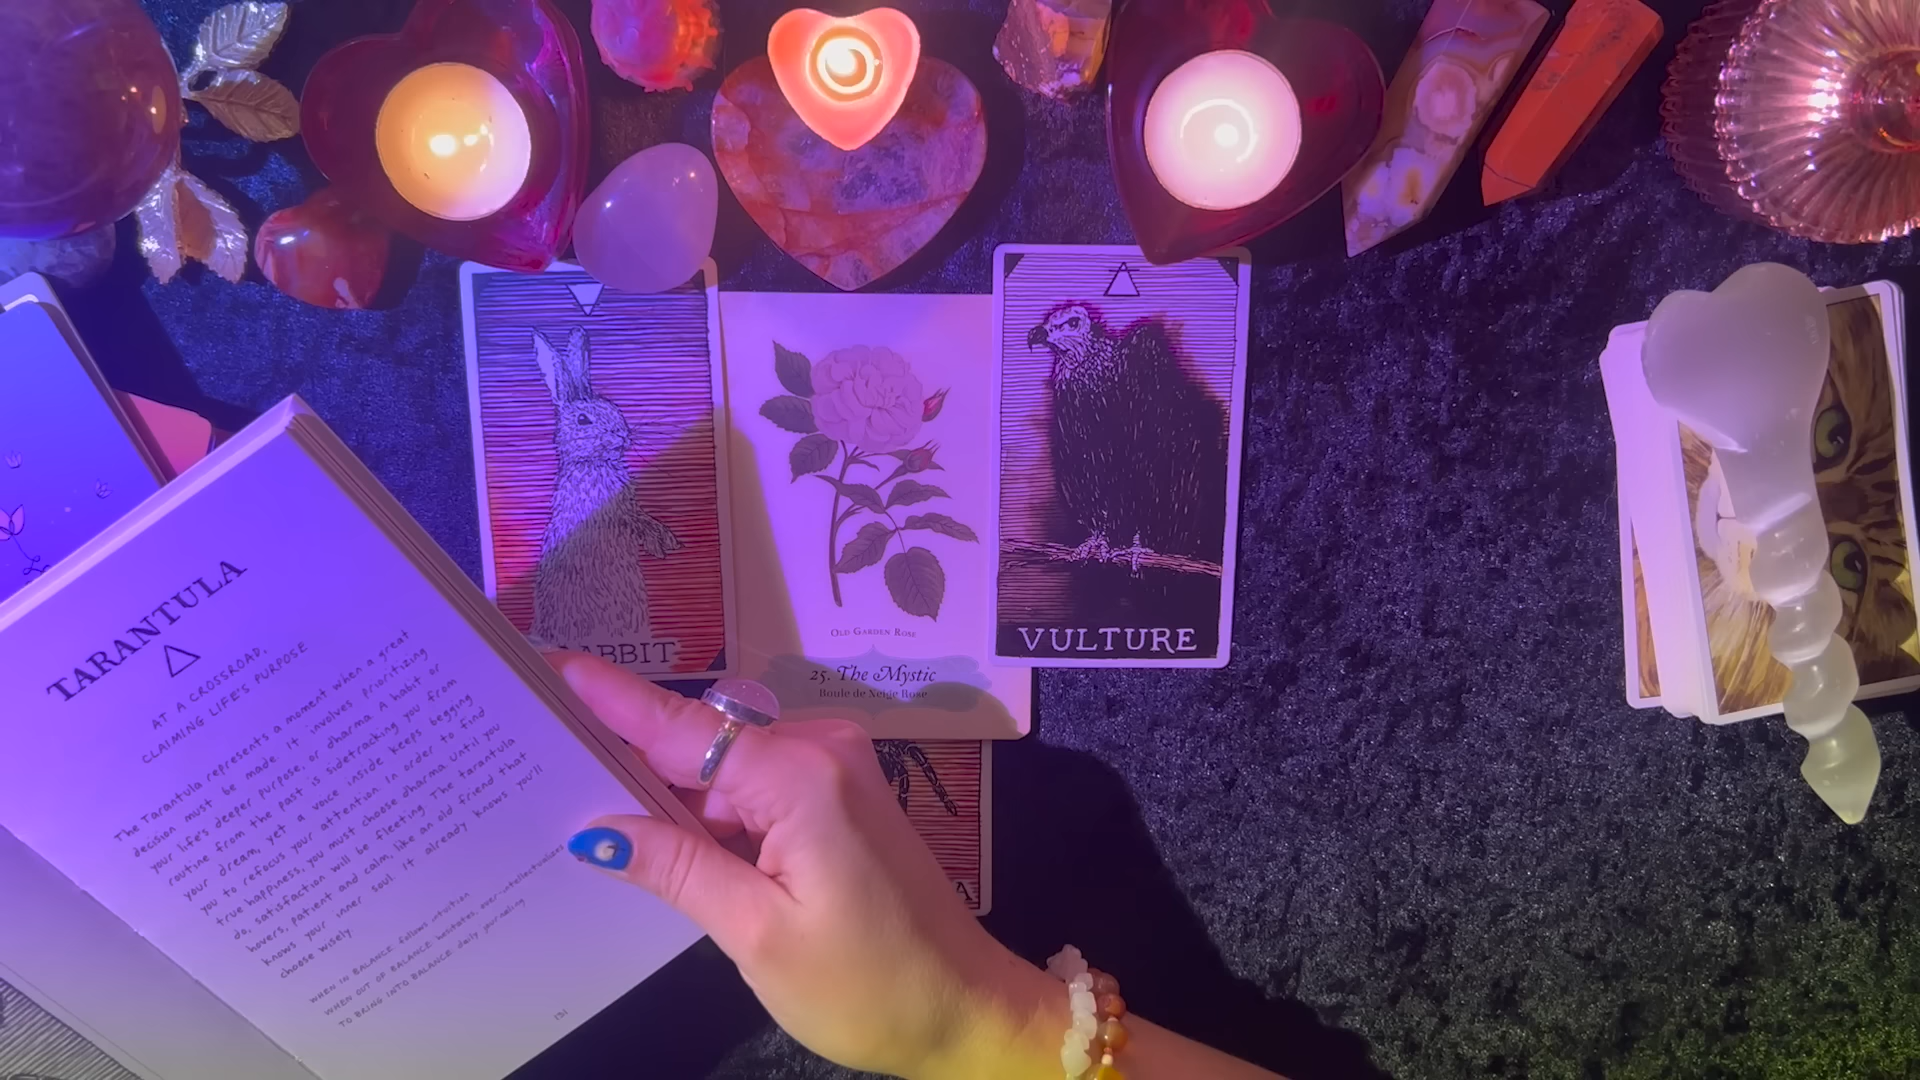 TARANTULA
AT A CROSSROAD,
CLAIMING LIFE'S PURPOSE
The Tarantula represents a moment when a great
decision must be made. It involves prioritizing
your life's deeper purpose, or dharma. A habit or
routine from the past is sidetracking you from
your dream, yet a voice inside keeps begging
you to refocus your attention. In order to find
true happiness, you must choose dharma. Until you
do, satisfaction will be fleeting. The tarantula
hovers, patient and calm, like an old friend that
knows your inner soul. It already knows you'll
choose wisely.
WHEN IN BALANCE follows intuition
WHEN OUT OF BALANCE hesitates, over-intellectualizes
TO BRING INTO BALANCE daily journaling
131
RABBIT
OLD GARDEN ROSE
25. The Mystic
Boule de Neige Rose
VULTURE
A